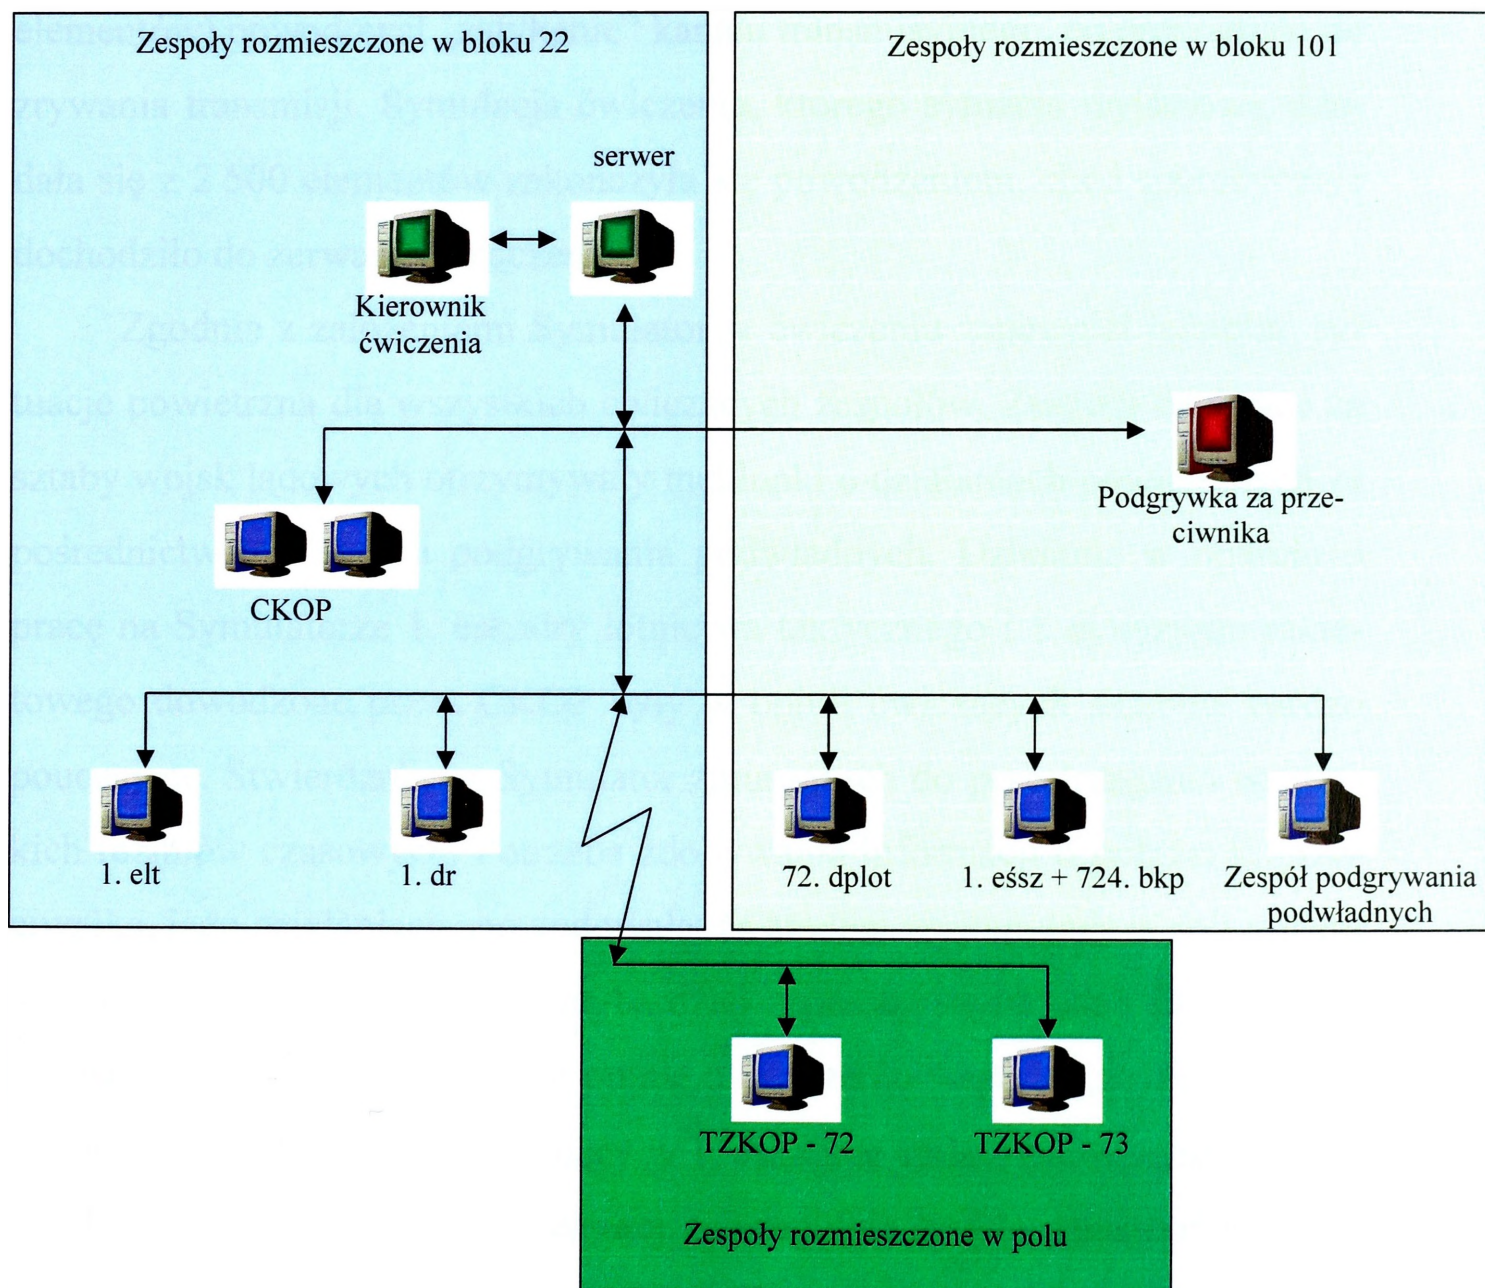 Zespoły rozmieszczone w bloku 22
Zespoły rozmieszczone w bloku 101
serwer
Kierownik
ćwiczenia
Podgrywka za prze-
ciwnika
CKOP
1. elt
1. dr
72. dplot
1. eśsz + 724. bkp
Zespół podgrywania
podwładnych
TZKOP - 72
TZKOP - 73
Zespoły rozmieszczone w polu